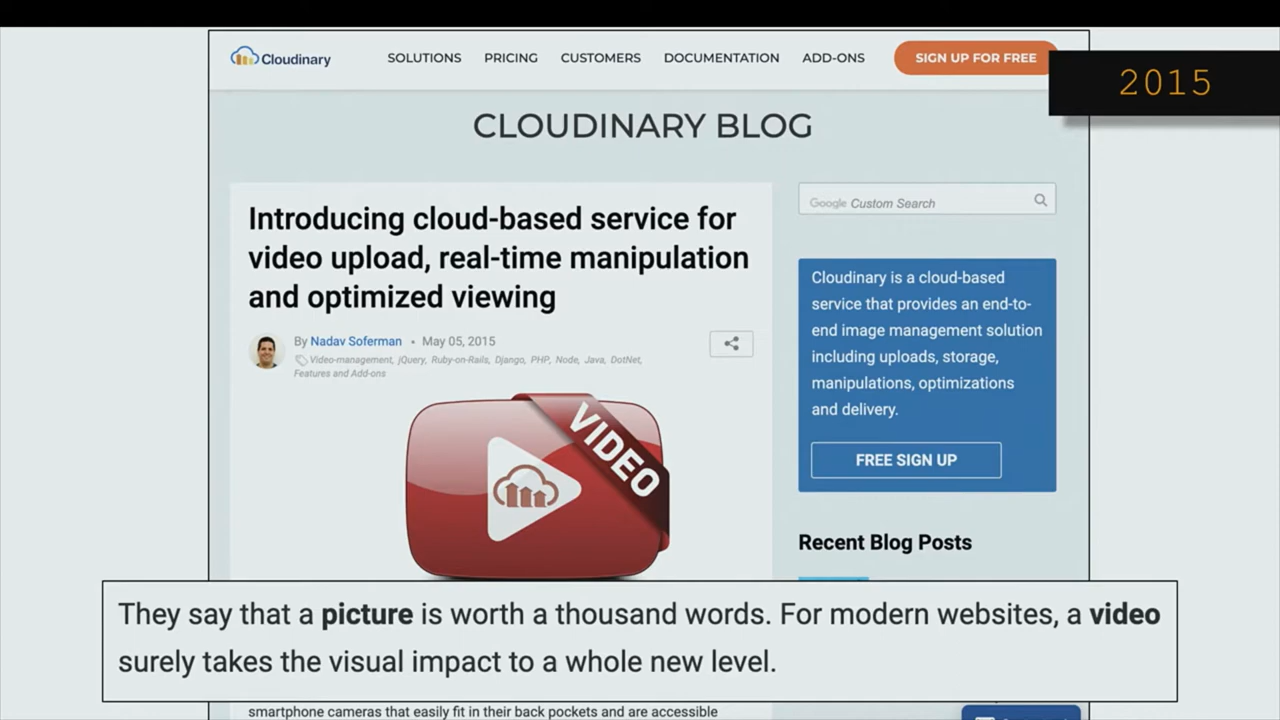 Cloudinary
SOLUTIONS PRICING CUSTOMERS DOCUMENTATION ADD-ONS SIGN UP FOR FREE
2015
CLOUDINARY BLOG
Introducing cloud-based service for
video upload, real-time manipulation
and optimized viewing
By Nadav Soferman • May 05, 2015
Video-management, jQuery, Ruby-on-Rails, Django, PHP, Node, Java, DotNet,
Features and Add-ons
VIDEO
Google Custom Search
Cloudinary is a cloud-based
service that provides an end-to-
end image management solution
including uploads, storage,
manipulations, optimizations
and delivery.
FREE SIGN UP
Recent Blog Posts
They say that a picture is worth a thousand words. For modern websites, a video
surely takes the visual impact to a whole new level.
smartphone cameras that easily fit in their back pockets and are accessible